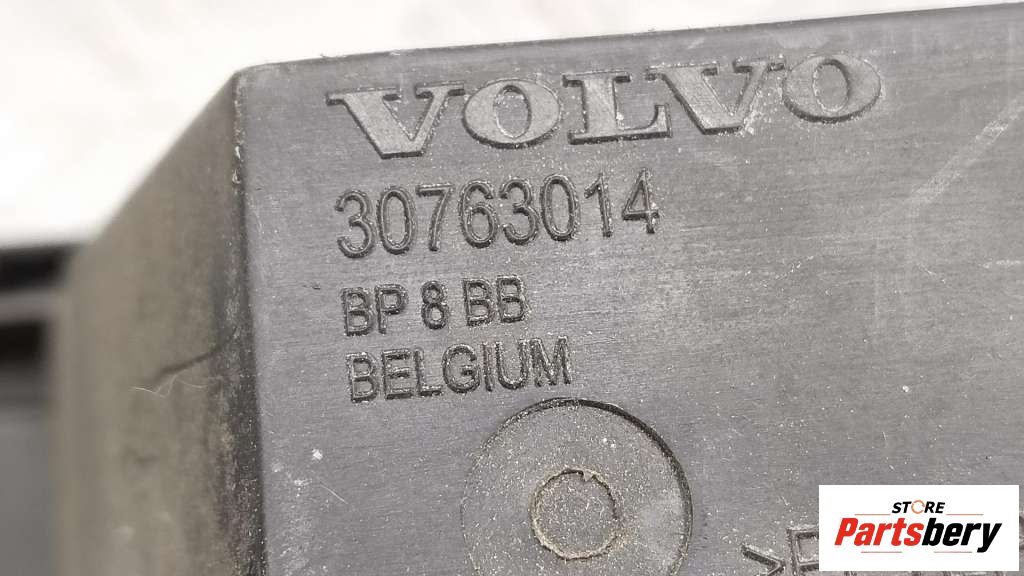 VOLVO
30763014
BP 8 BB
BELGIUM
STORE
Partsbery